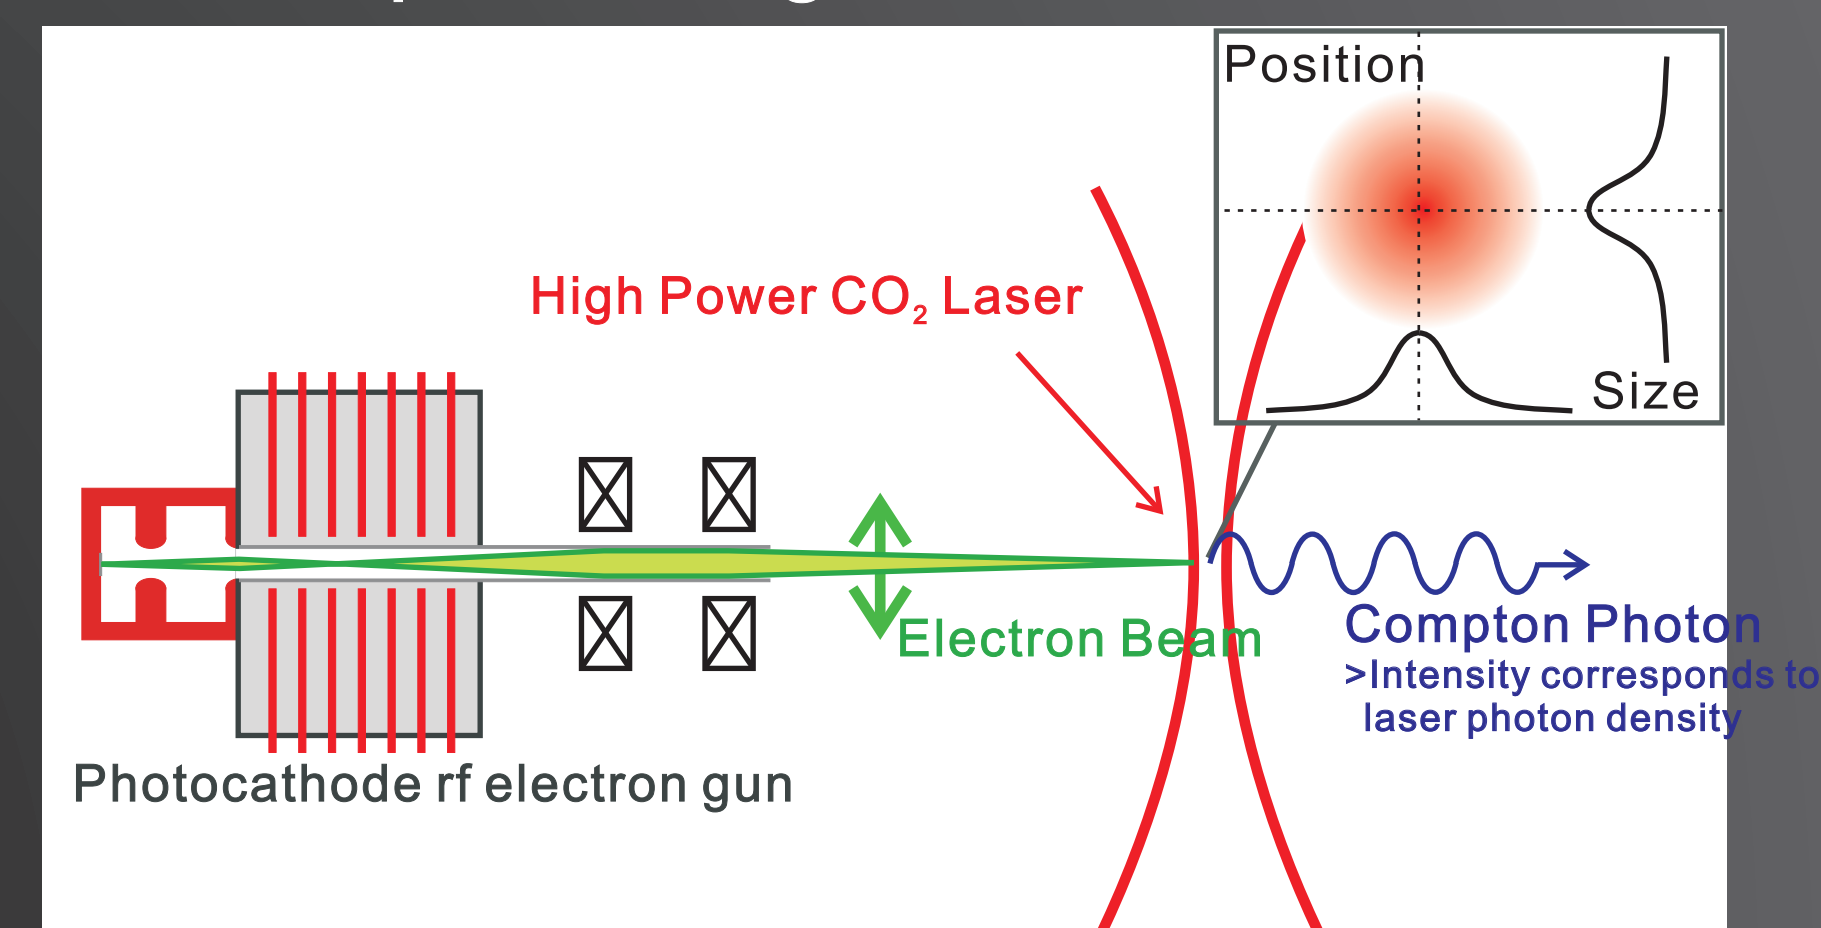 Position
High Power CO₂ Laser
Size
Electron Beam
Compton Photon
>Intensity corresponds to
laser photon density
Photocathode rf electron gun